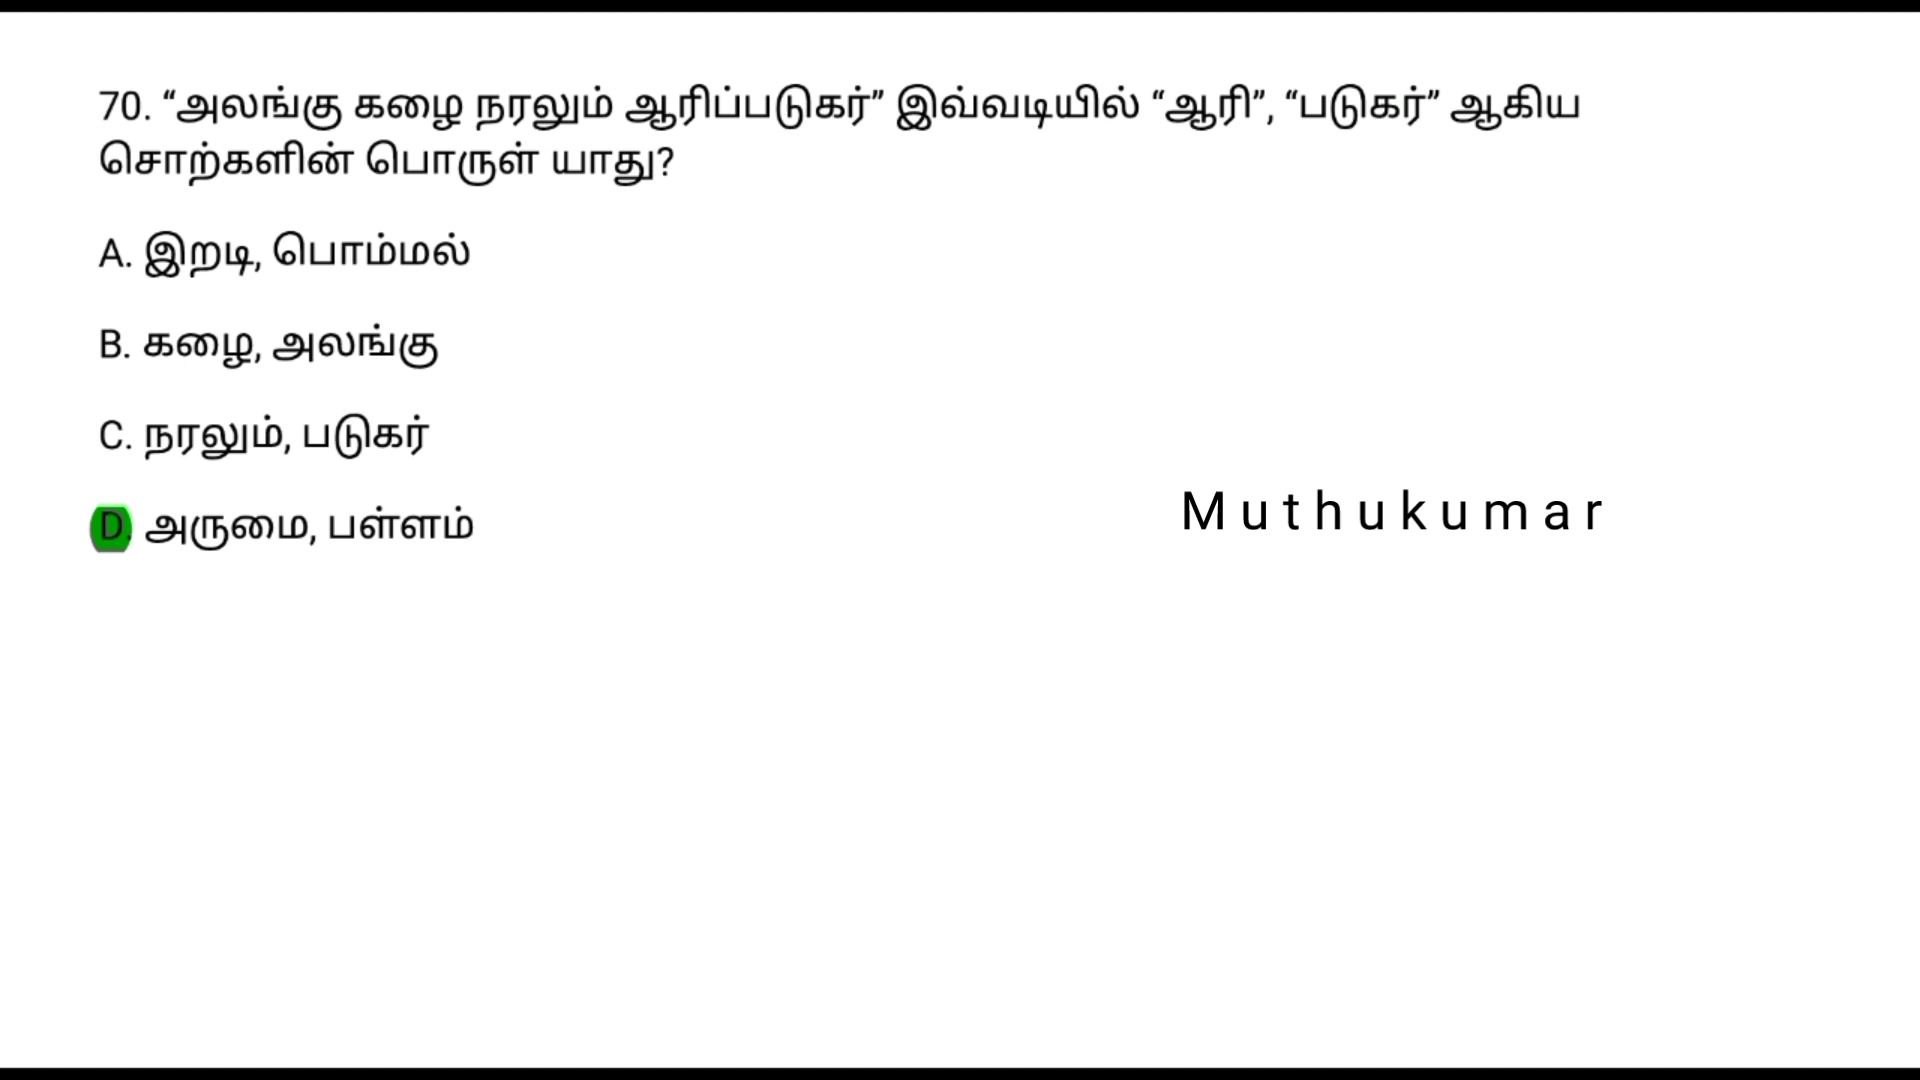 70. “அலங்கு கழை நரலும் ஆரிப்படுகர்” இவ்வடியில் “ஆரி”, “படுகர்” ஆகிய
சொற்களின் பொருள் யாது?
A. இறடி, பொம்மல்
B. கழை, அலங்கு
C. நரலும், படுகர்
D. அருமை, பள்ளம்
Muthukumar